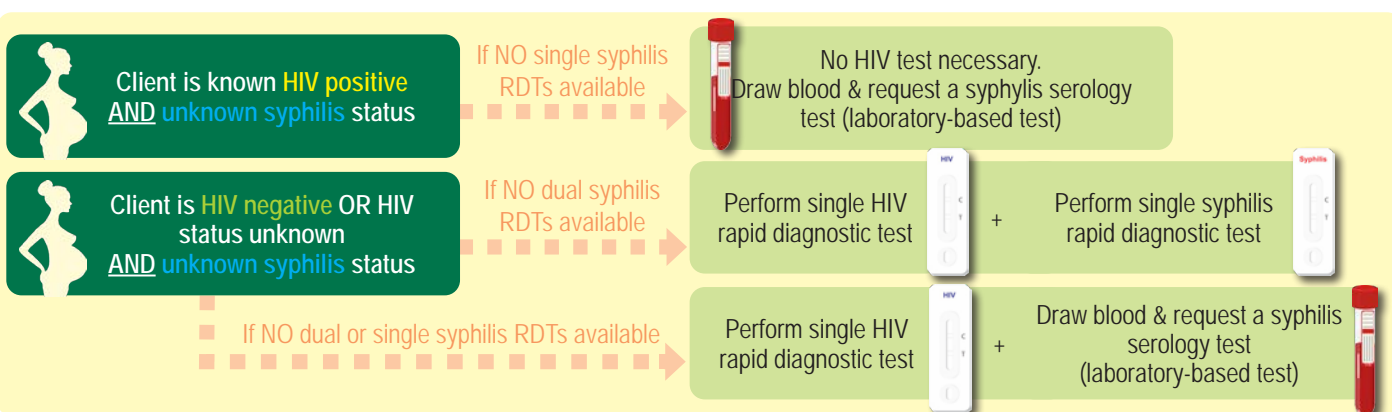 Client is known HIV positive
AND unknown syphilis status
If NO single syphilis
RDTs available
No HIV test necessary.
Draw blood & request a syphylis serology
test (laboratory-based test)
Client is HIV negative OR HIV
status unknown
AND unknown syphilis status
If NO dual syphilis
RDTs available
Perform single HIV
rapid diagnostic test
HIV
C
T
+
Perform single syphilis
rapid diagnostic test
Syphilis
C
T
If NO dual or single syphilis RDTs available
Perform single HIV
rapid diagnostic test
HIV
C
T
+
Draw blood & request a syphilis
serology test
(laboratory-based test)